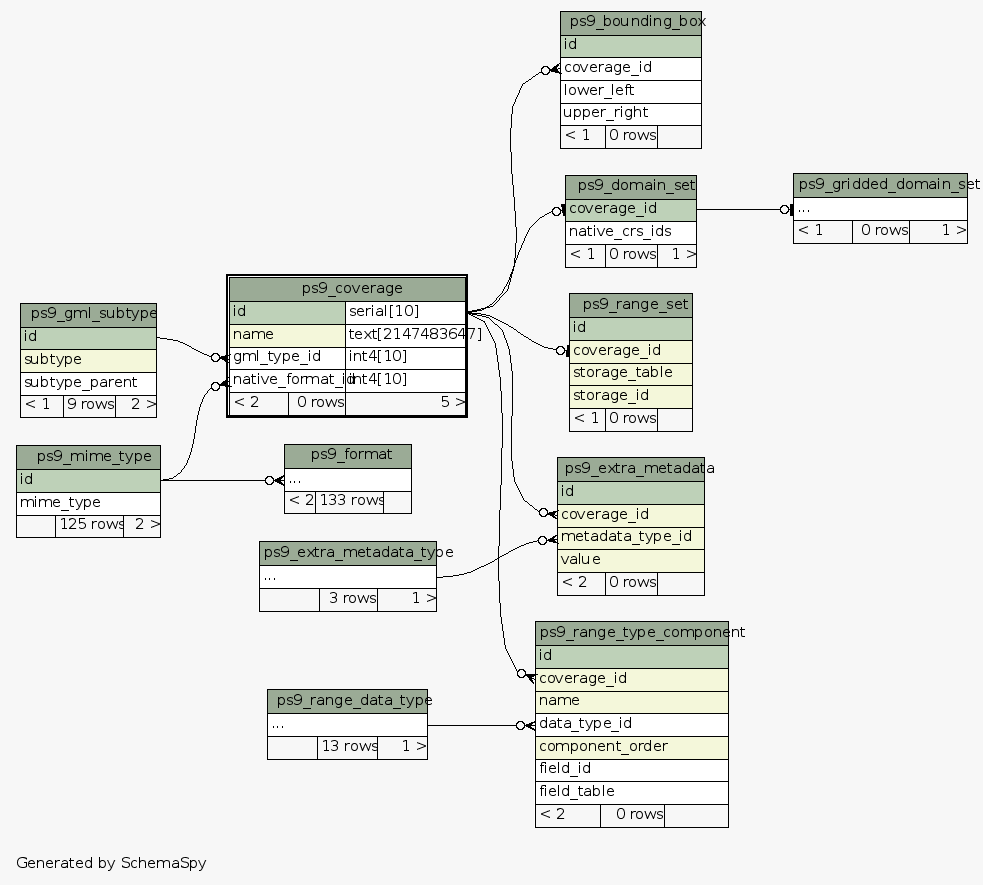 ps9_bounding_box
id
coverage_id
lower_left
upper_right
< 1 0 rows
ps9_domain_set
coverage_id
native_crs_ids
< 1 0 rows 1 >
ps9_gridded_domain_set
...
< 1 0 rows 1 >
ps9_coverage
id serial[10]
name text[2147483647]
gml_type_id int4[10]
native_format_id int4[10]
< 2 0 rows 5 >
ps9_gml_subtype
id
subtype
subtype_parent
< 1 9 rows 2 >
ps9_range_set
id
coverage_id
storage_table
storage_id
< 1 0 rows
ps9_mime_type
id
mime_type
125 rows 2 >
ps9_format
...
< 2 133 rows
ps9_extra_metadata
id
coverage_id
metadata_type_id
value
< 2 0 rows
ps9_extra_metadata_type
...
3 rows 1 >
ps9_range_type_component
id
coverage_id
name
data_type_id
component_order
field_id
field_table
< 2 0 rows
ps9_range_data_type
...
13 rows 1 >
Generated by SchemaSpy